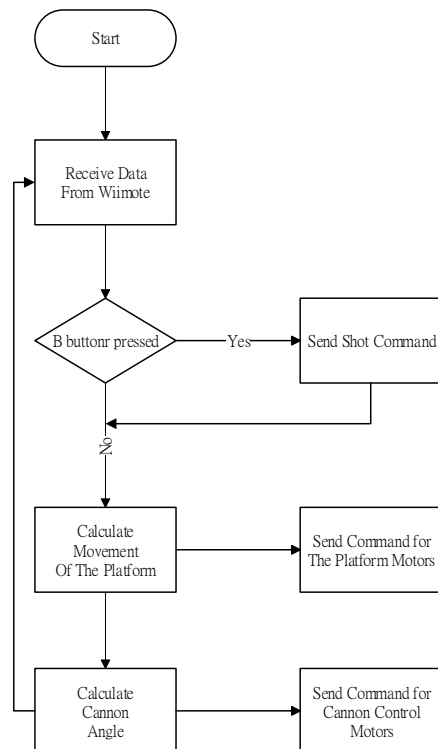 Start
Receive Data
From Wiimote
B buttonr pressed
Yes
Send Shot Command
No
Calculate
Movement
Of The Platform
Send Command for
The Platform Motors
Calculate
Cannon
Angle
Send Command for
Cannon Control
Motors